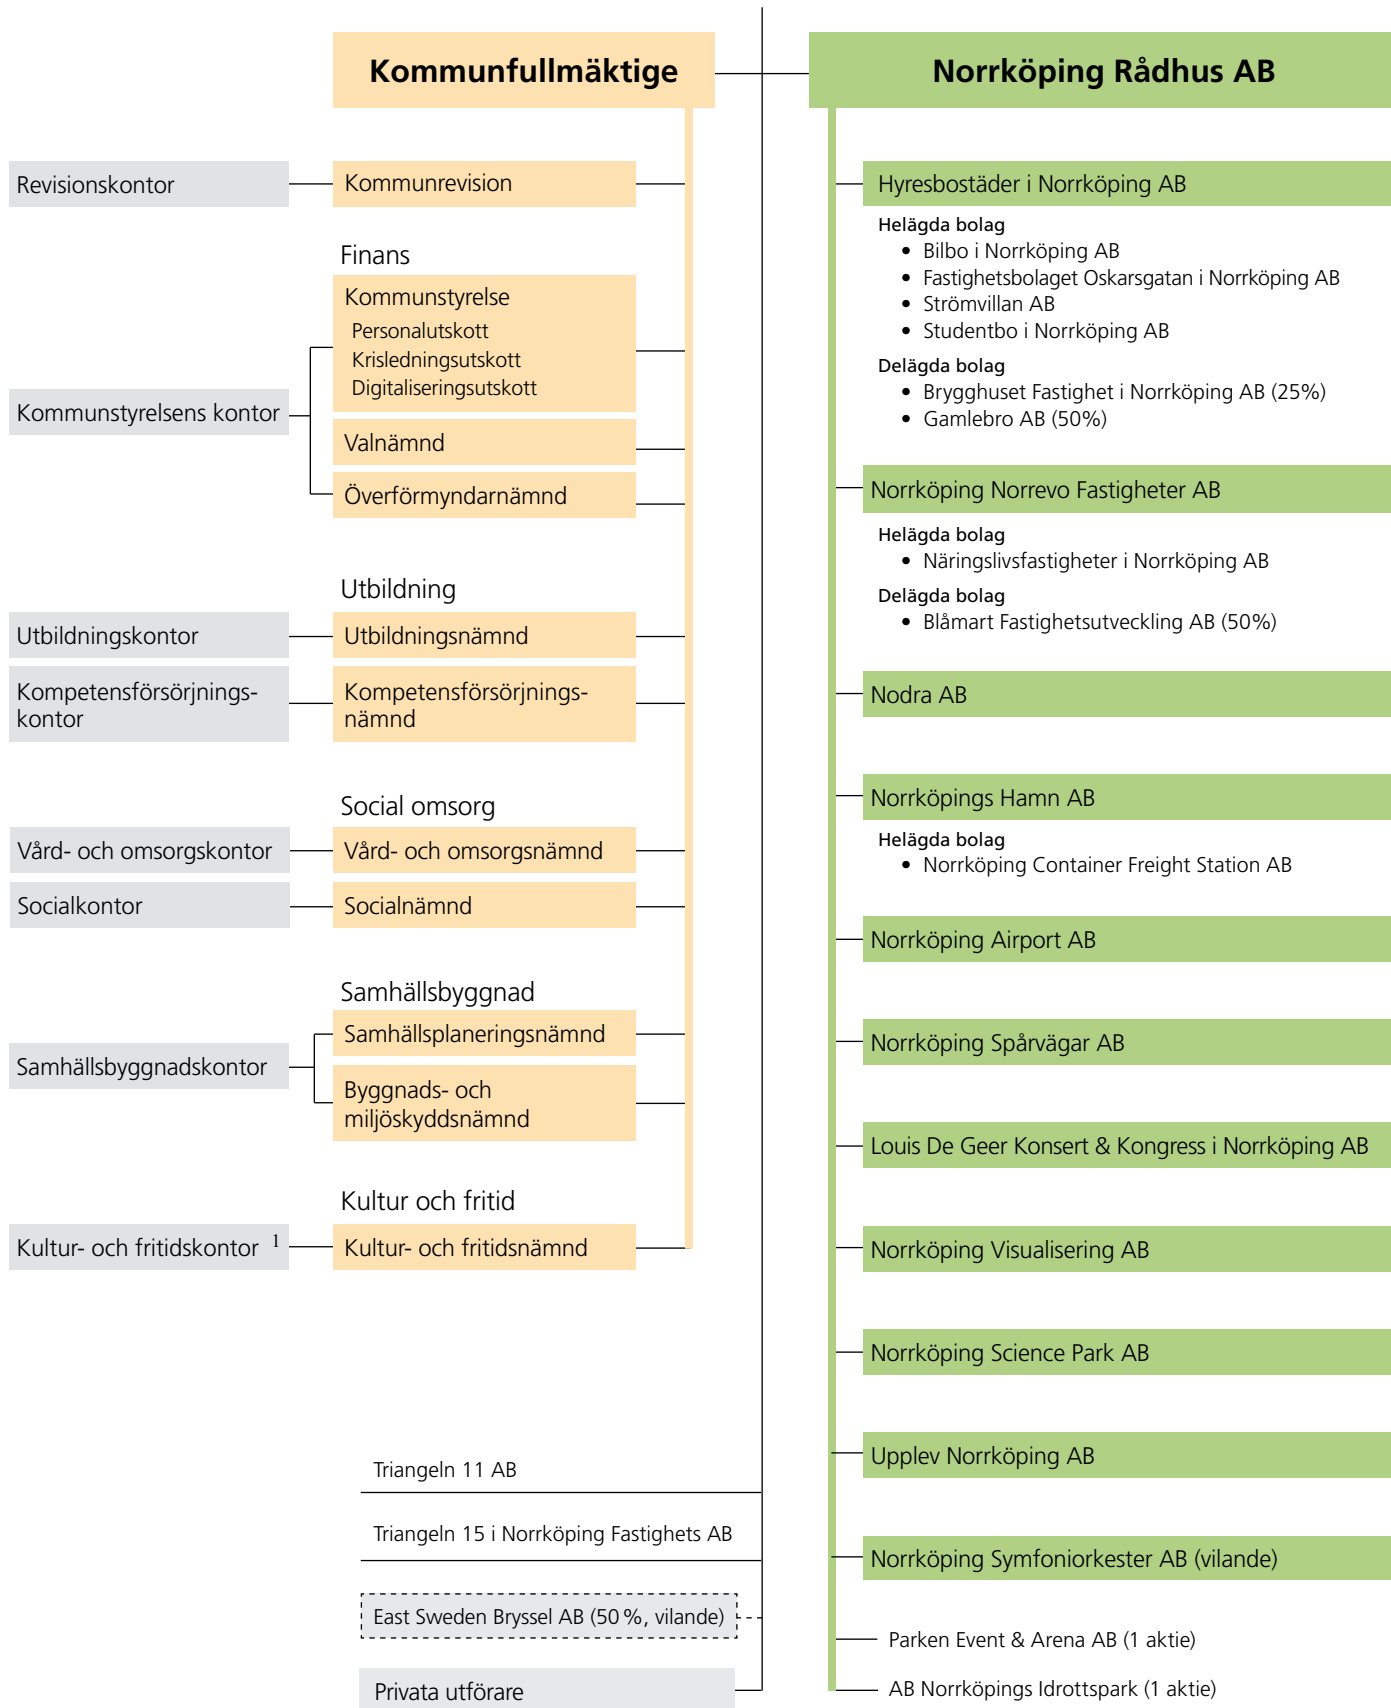 Kommunfullmäktige
Norrköping Rådhus AB
Revisionskontor
Kommunrevision
Finans
Kommunstyrelse
Personalutskott
Krisledningsutskott
Digitaliseringsutskott
Kommunstyrelsens kontor
Valnämnd
Överförmyndarnämnd
Utbildning
Utbildningskontor
Utbildningsnämnd
Kompetensförsörjnings-
kontor
Kompetensförsörjnings-
nämnd
Social omsorg
Vård- och omsorgskontor
Vård- och omsorgsnämnd
Socialkontor
Socialnämnd
Samhällsbyggnad
Samhällsplaneringsnämnd
Samhällsbyggnadskontor
Byggnads- och
miljöskyddsnämnd
Kultur och fritid
Kultur- och fritidskontor 1
Kultur- och fritidsnämnd
Triangeln 11 AB
Triangeln 15 i Norrköping Fastighets AB
East Sweden Bryssel AB (50 %, vilande)
Privata utförare
Hyresbostäder i Norrköping AB
Helägda bolag
• Bilbo i Norrköping AB
• Fastighetsbolaget Oskarsgatan i Norrköping AB
• Strömvillan AB
• Studentbo i Norrköping AB
Delägda bolag
• Brygghuset Fastighet i Norrköping AB (25%)
• Gamlebro AB (50%)
Norrköping Norrevo Fastigheter AB
Helägda bolag
• Näringslivsfastigheter i Norrköping AB
Delägda bolag
• Blåmart Fastighetsutveckling AB (50%)
Nodra AB
Norrköpings Hamn AB
Helägda bolag
• Norrköping Container Freight Station AB
Norrköping Airport AB
Norrköping Spårvägar AB
Louis De Geer Konsert & Kongress i Norrköping AB
Norrköping Visualisering AB
Norrköping Science Park AB
Upplev Norrköping AB
Norrköping Symfoniorkester AB (vilande)
Parken Event & Arena AB (1 aktie)
AB Norrköpings Idrottspark (1 aktie)